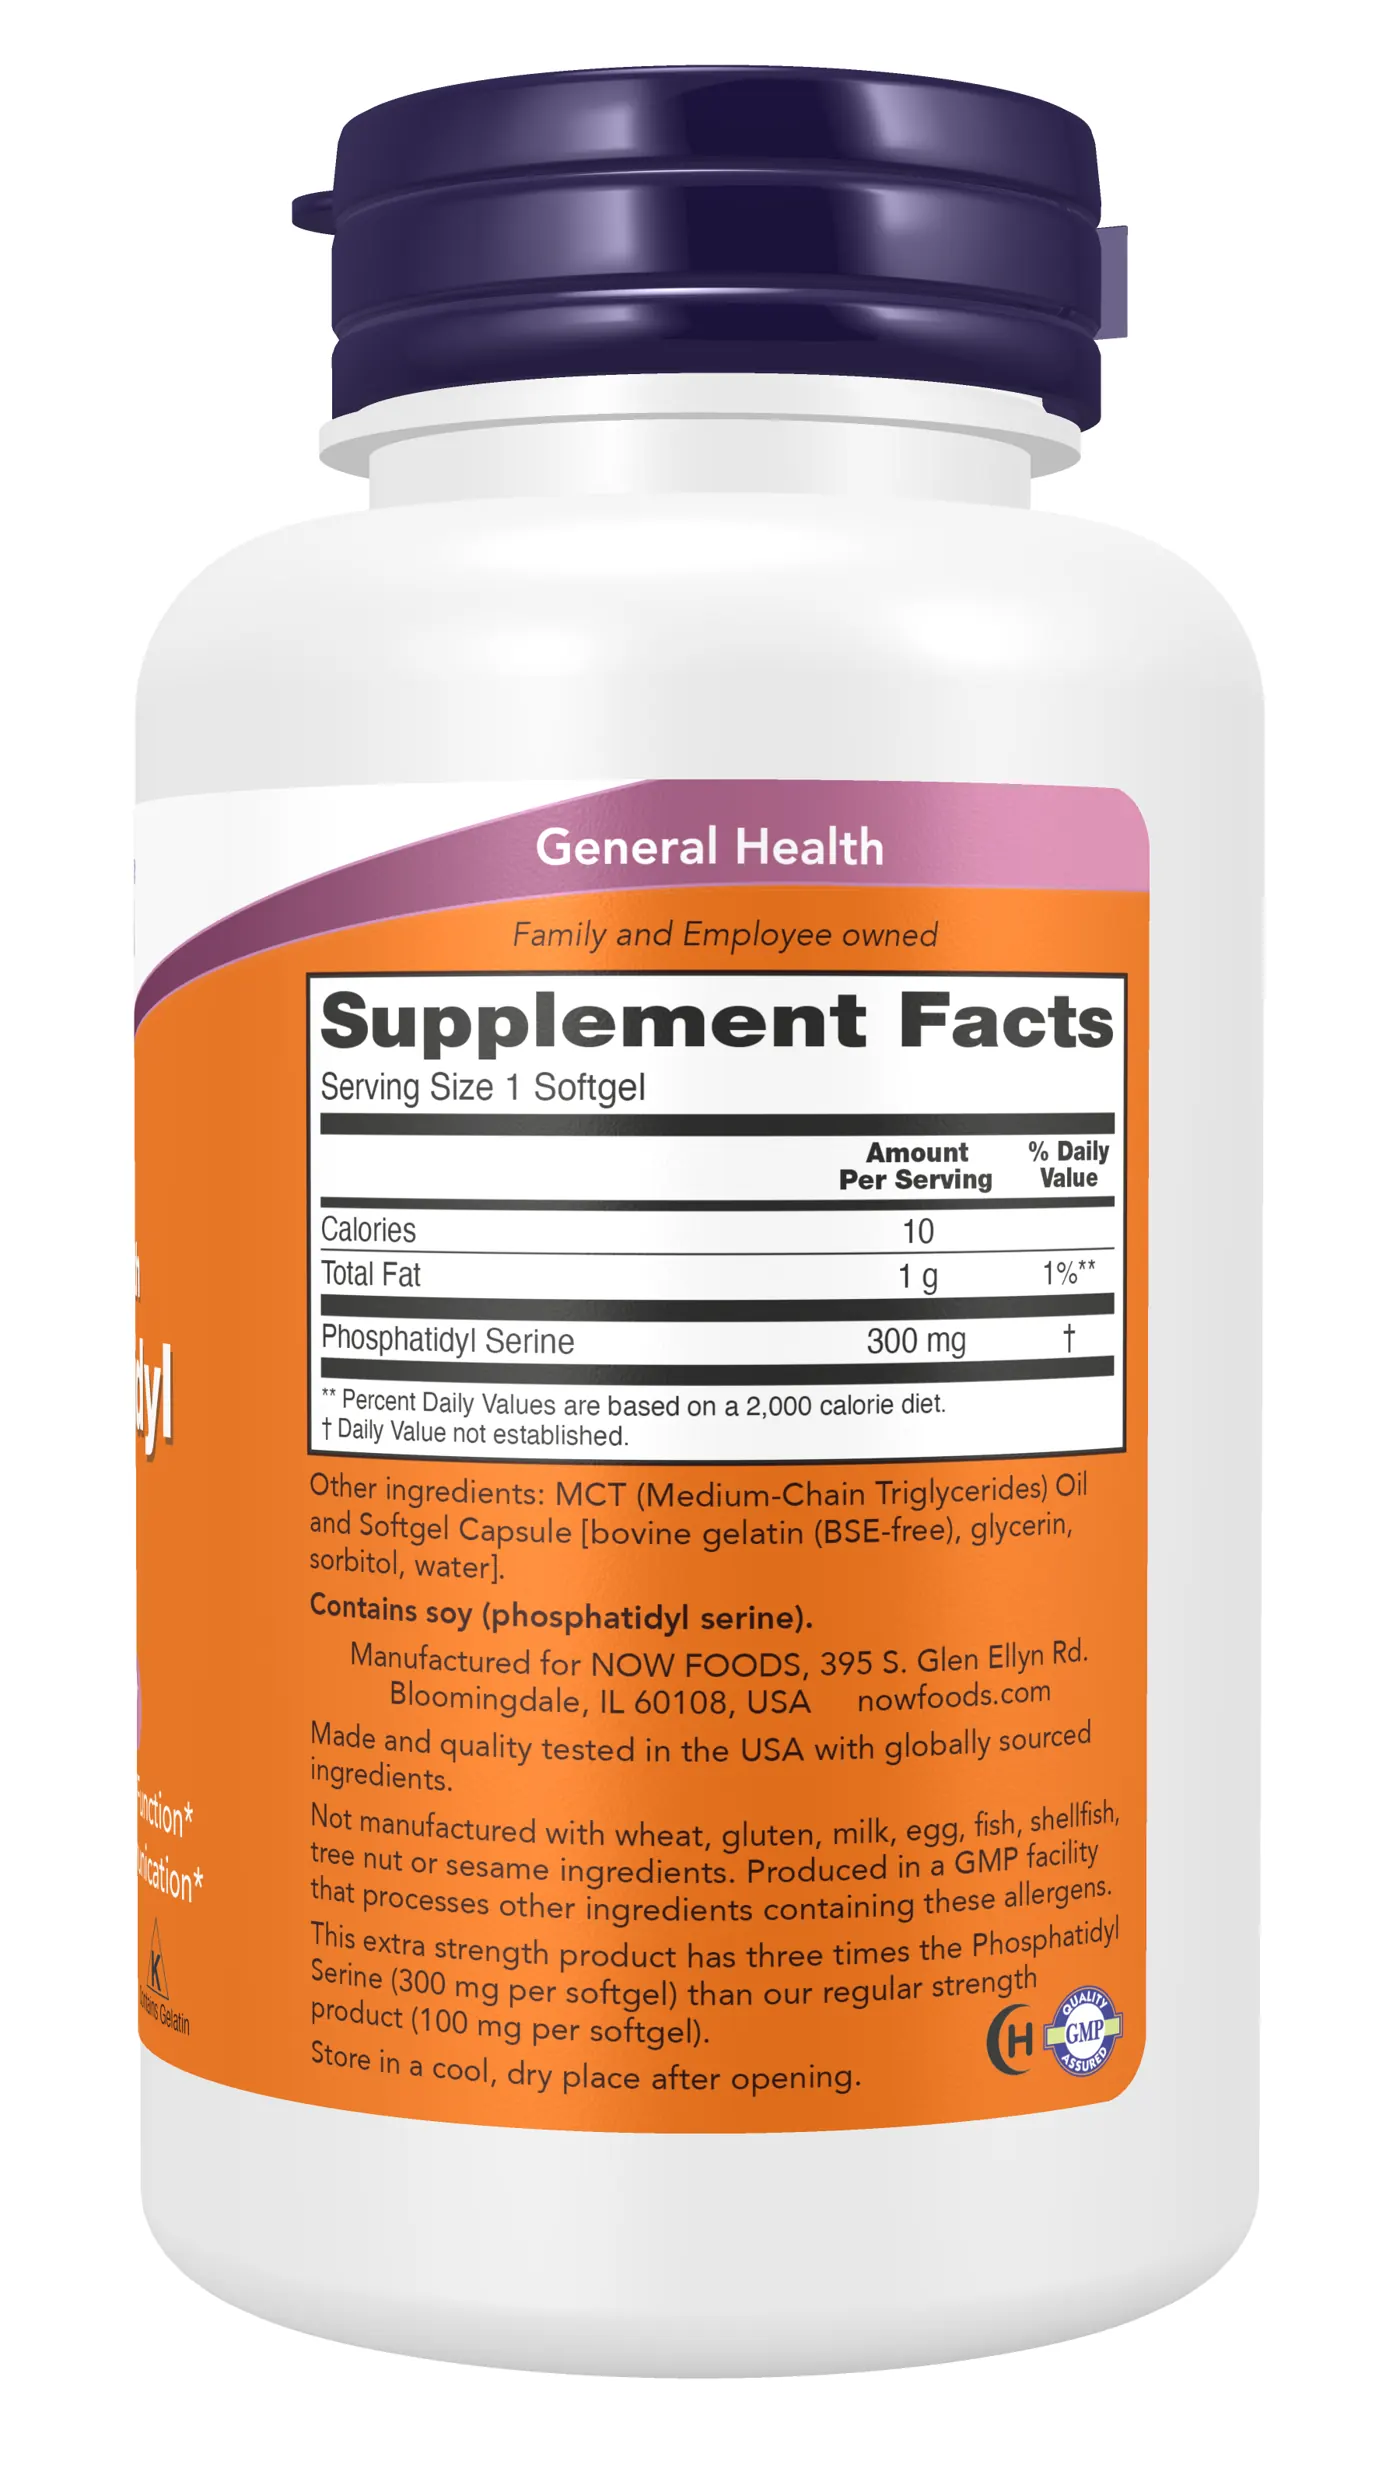 General Health
Family and Employee owned
Supplement Facts
Serving Size 1 Softgel
Amount Per Serving
% Daily Value
Calories 10
Total Fat 1 g 1%**
Phosphatidyl Serine 300 mg †
** Percent Daily Values are based on a 2,000 calorie diet.
† Daily Value not established.
Other ingredients: MCT (Medium-Chain Triglycerides) Oil
and Softgel Capsule [bovine gelatin (BSE-free), glycerin,
sorbitol, water].
Contains soy (phosphatidyl serine).
Manufactured for NOW FOODS, 395 S. Glen Ellyn Rd.
Bloomingdale, IL 60108, USA nowfoods.com
Made and quality tested in the USA with globally sourced
ingredients.
Not manufactured with wheat, gluten, milk, egg, fish, shellfish,
tree nut or sesame ingredients. Produced in a GMP facility
that processes other ingredients containing these allergens.
This extra strength product has three times the Phosphatidyl
Serine (300 mg per softgel) than our regular strength
product (100 mg per softgel).
Store in a cool, dry place after opening.
H
QUALITY
GMP
ASSURED
K
Gelatin